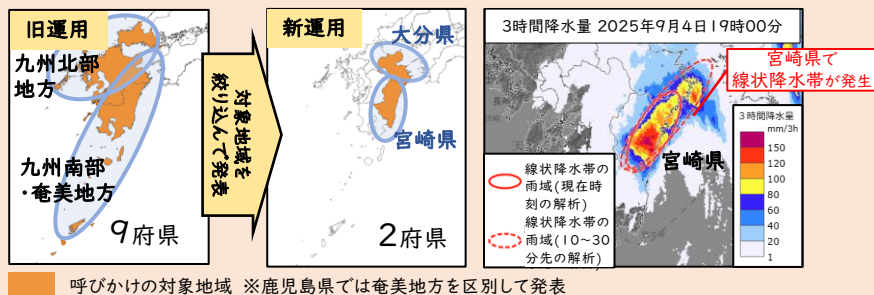 旧運用
九州北部
地方
九州南部
・奄美地方
9府県
対象地域を
絞り込んで発表
新運用
大分県
宮崎県
2府県
3時間降水量 2025年9月4日19時00分
宮崎県で
線状降水帯が発生
宮崎県
3時間降水量
mm/3h
150
120
100
80
60
40
20
1
線状降水帯の
雨域(現在時
刻の解析)
線状降水帯の
雨域(10~30
分先の解析)
呼びかけの対象地域 ※鹿児島県では奄美地方を区別して発表